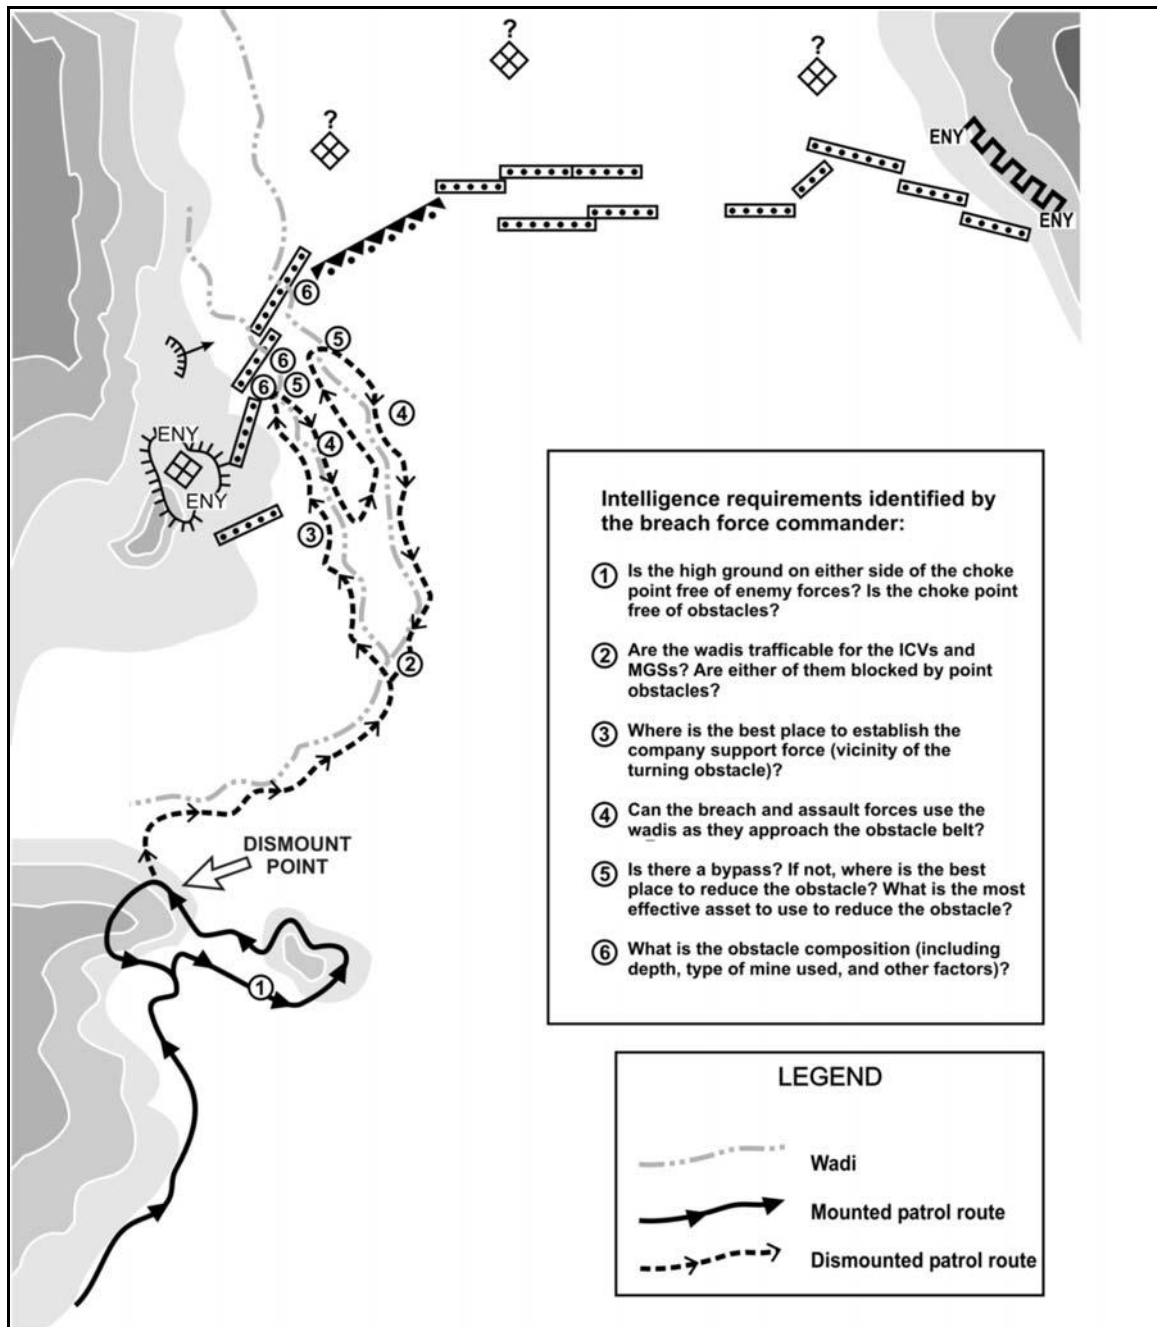 ?
?
?
ENY
ENY
6
5
6
6
5
4
4
ENY
ENY
3
2
DISMOUNT
POINT
1
Intelligence requirements identified by
the breach force commander:
1 Is the high ground on either side of the choke
point free of enemy forces? Is the choke point
free of obstacles?
2 Are the wadis trafficable for the ICVs and
MGSs? Are either of them blocked by point
obstacles?
3 Where is the best place to establish the
company support force (vicinity of the
turning obstacle)?
4 Can the breach and assault forces use the
wadis as they approach the obstacle belt?
5 Is there a bypass? If not, where is the best
place to reduce the obstacle? What is the most
effective asset to use to reduce the obstacle?
6 What is the obstacle composition (including
depth, type of mine used, and other factors)?
LEGEND
Wadi
Mounted patrol route
Dismounted patrol route